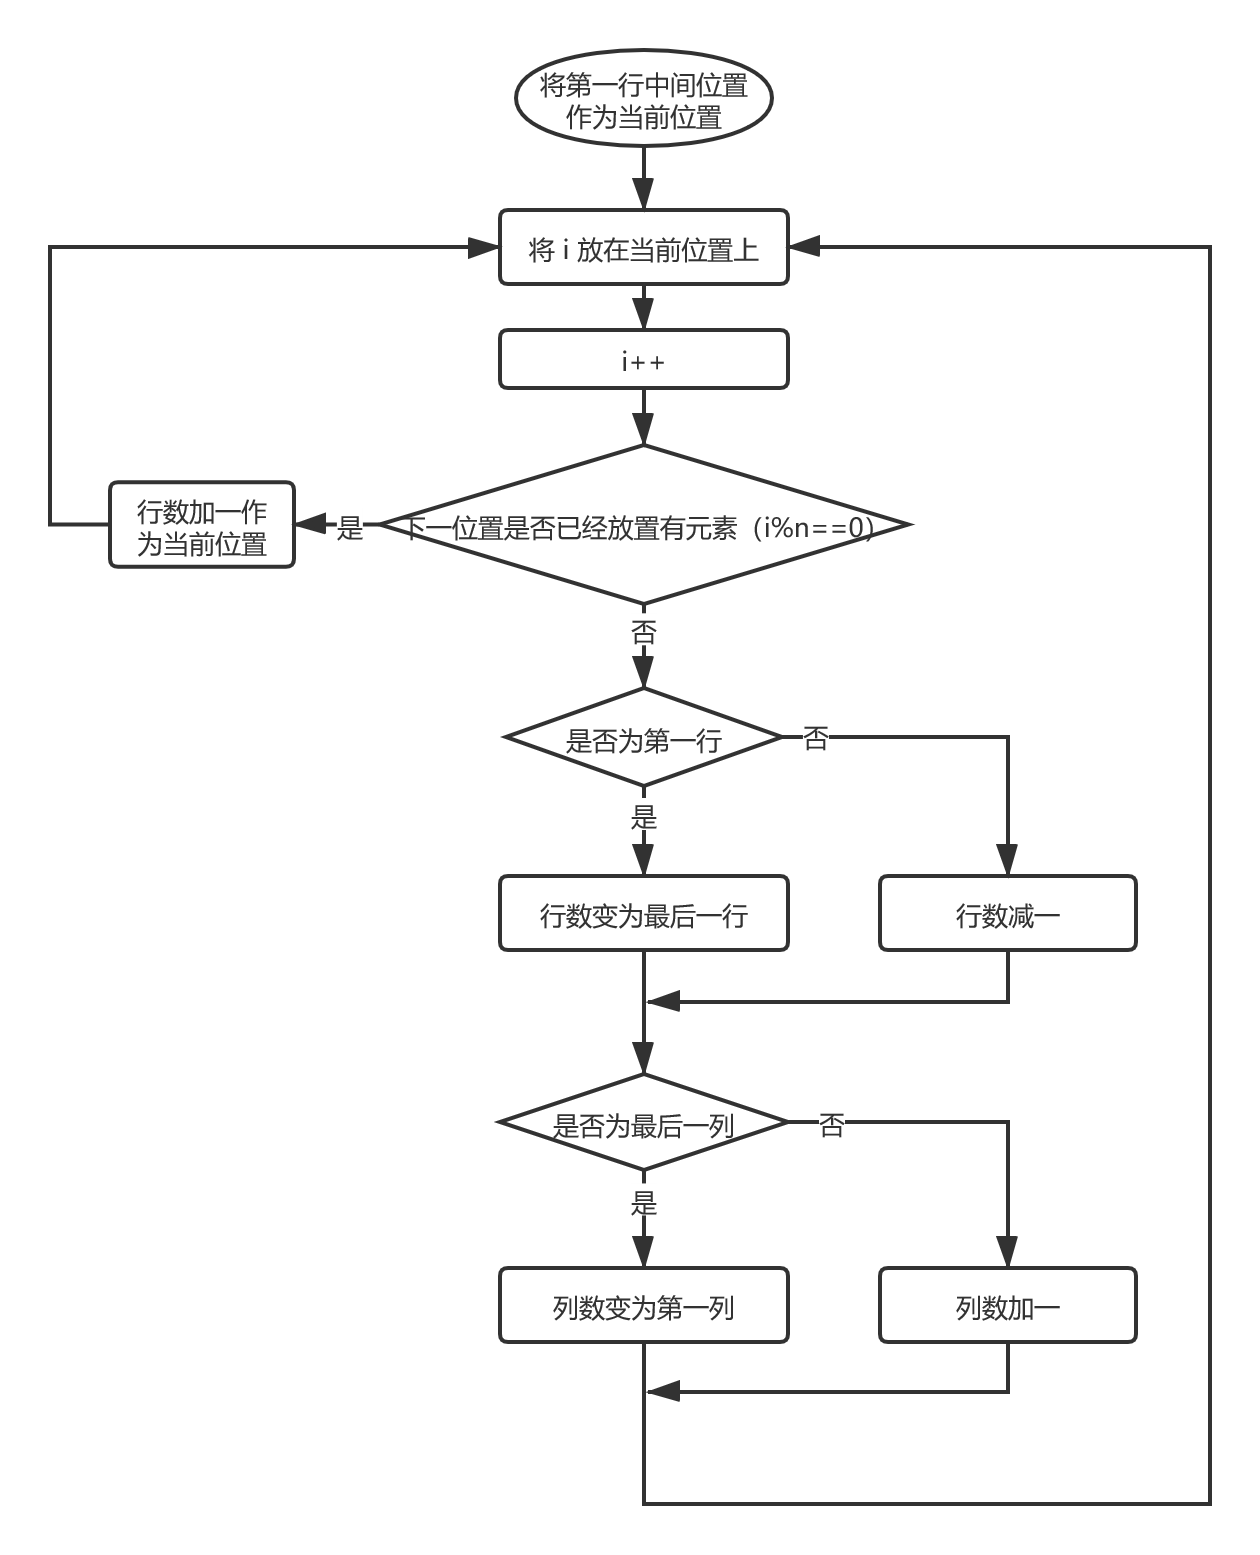 将第一行中间位置
作为当前位置
将 i 放在当前位置上
i++
行数加一作
为当前位置
是
下一位置是否已经放置有元素（i%n==0）
否
是否为第一行
否
是
行数变为最后一行
行数减一
是否为最后一列
否
是
列数变为第一列
列数加一